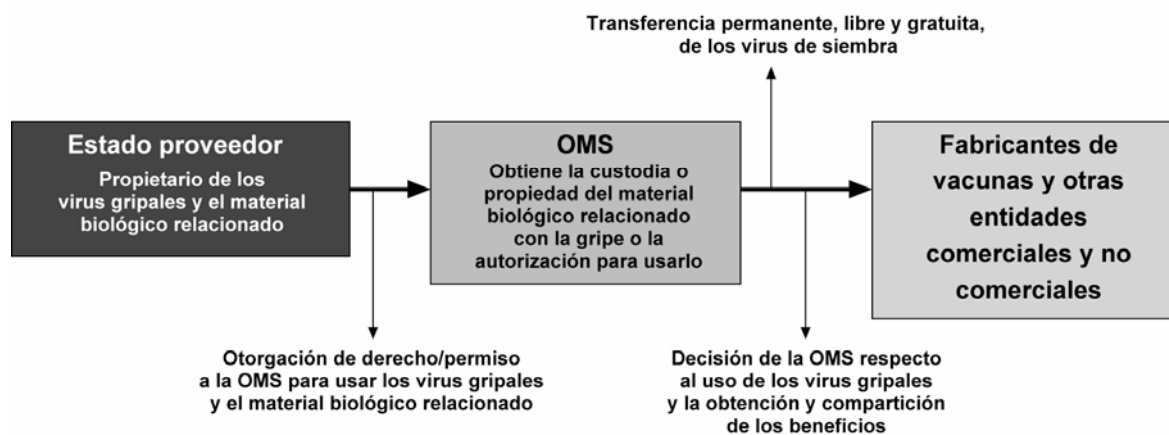 Transferencia permanente, libre y gratuita,
de los virus de siembra
Estado proveedor
Propietario de los
virus gripales y el material
biológico relacionado
OMS
Obtiene la custodia o
propiedad del material
biológico relacionado
con la gripe o la
autorización para usarlo
Fabricantes de
vacunas y otras
entidades
comerciales y no
comerciales
Otorgación de derecho/permiso
a la OMS para usar los virus gripales
y el material biológico relacionado
Decisión de la OMS respecto
al uso de los virus gripales
y la obtención y compartición
de los beneficios